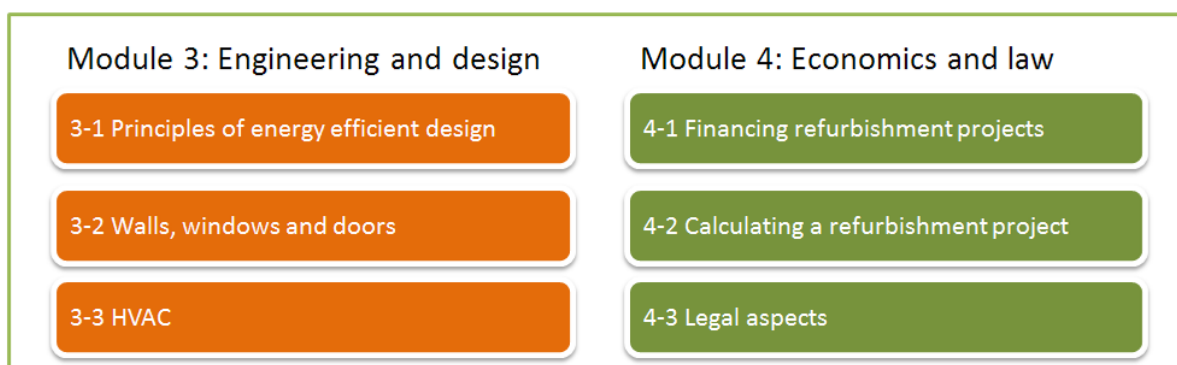 Module 3: Engineering and design
3-1 Principles of energy efficient design
3-2 Walls, windows and doors
3-3 HVAC
Module 4: Economics and law
4-1 Financing refurbishment projects
4-2 Calculating a refurbishment project
4-3 Legal aspects